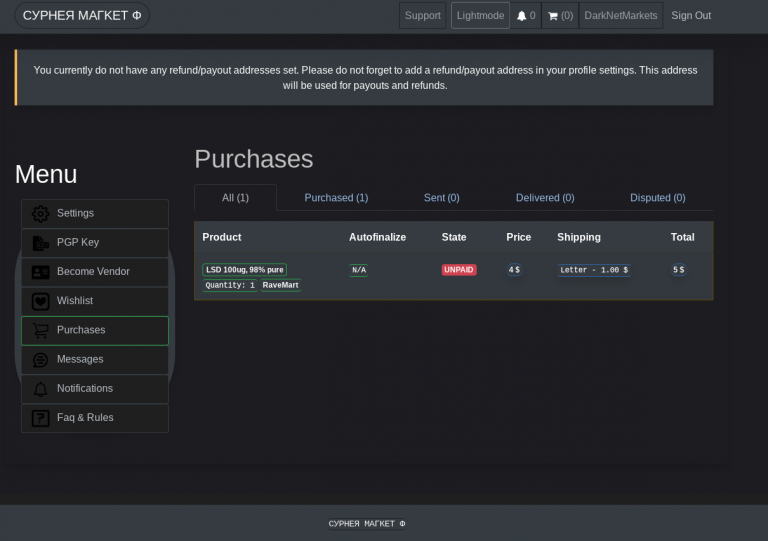 СУРНЕЯ МАГКЕТ Ф
Support
Lightmode
0
(0)
DarkNetMarkets
Sign Out
You currently do not have any refund/payout addresses set. Please do not forget to add a refund/payout address in your profile settings. This address
will be used for payouts and refunds.
Menu
Settings
PGP Key
Become Vendor
Wishlist
Purchases
Messages
Notifications
Faq & Rules
Purchases
All (1)
Purchased (1)
Sent (0)
Delivered (0)
Disputed (0)
Product
Autofinalize
State
Price
Shipping
Total
LSD 100ug, 98% pure
Quantity: 1 RaveMart
N/A
UNPAID
4 $
Letter - 1.00 $
5 $
СУРНЕЯ МАГКЕТ Ф